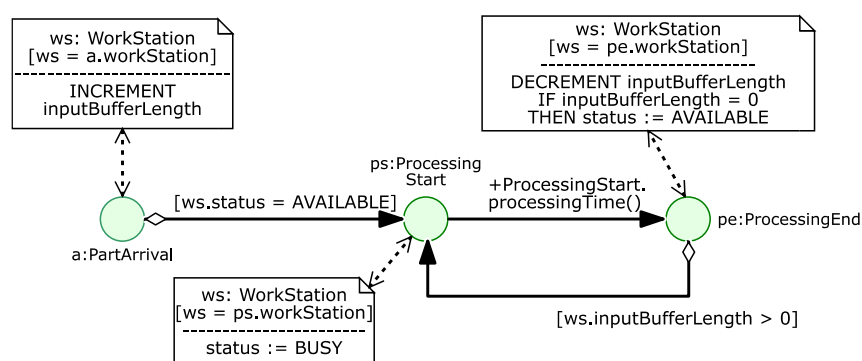 ws: WorkStation
[ws = a.workStation]
INCREMENT
inputBufferLength
ws: WorkStation
[ws = pe.workStation]
DECREMENT inputBufferLength
IF inputBufferLength = 0
THEN status := AVAILABLE
ps:Processing
Start
[ws.status = AVAILABLE]
+ProcessingStart.
processingTime()
a:PartArrival
pe:ProcessingEnd
ws: WorkStation
[ws = ps.workStation]
status := BUSY
[ws.inputBufferLength > 0]